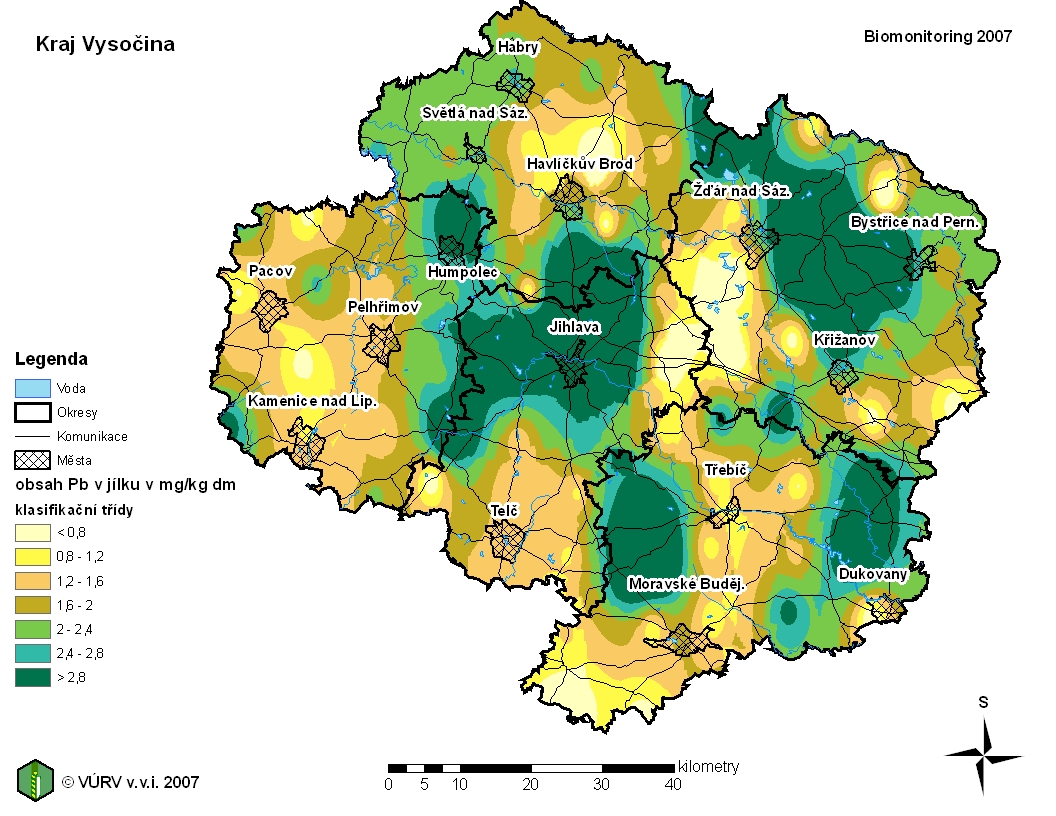 Kraj Vysočina
Biomonitoring 2007
Habry
Světlá nad Sáz.
Havlíčkův Brod
Žďár nad Sáz.
Bystřice nad Pern.
Pacov
Humpolec
Pelhřimov
Jihlava
Křižanov
Kamenice nad Lip.
Třebíč
Telč
Moravské Buděj.
Dukovany
Legenda
Voda
Okresy
Komunikace
Města
obsah Pb v jílku v mg/kg dm
klasifikační třídy
< 0,8
0,8 - 1,2
1,2 - 1,6
1,6 - 2
2 - 2,4
2,4 - 2,8
> 2,8
© VÚRV v.v.i. 2007
kilometry
0 5 10 20 30 40
S